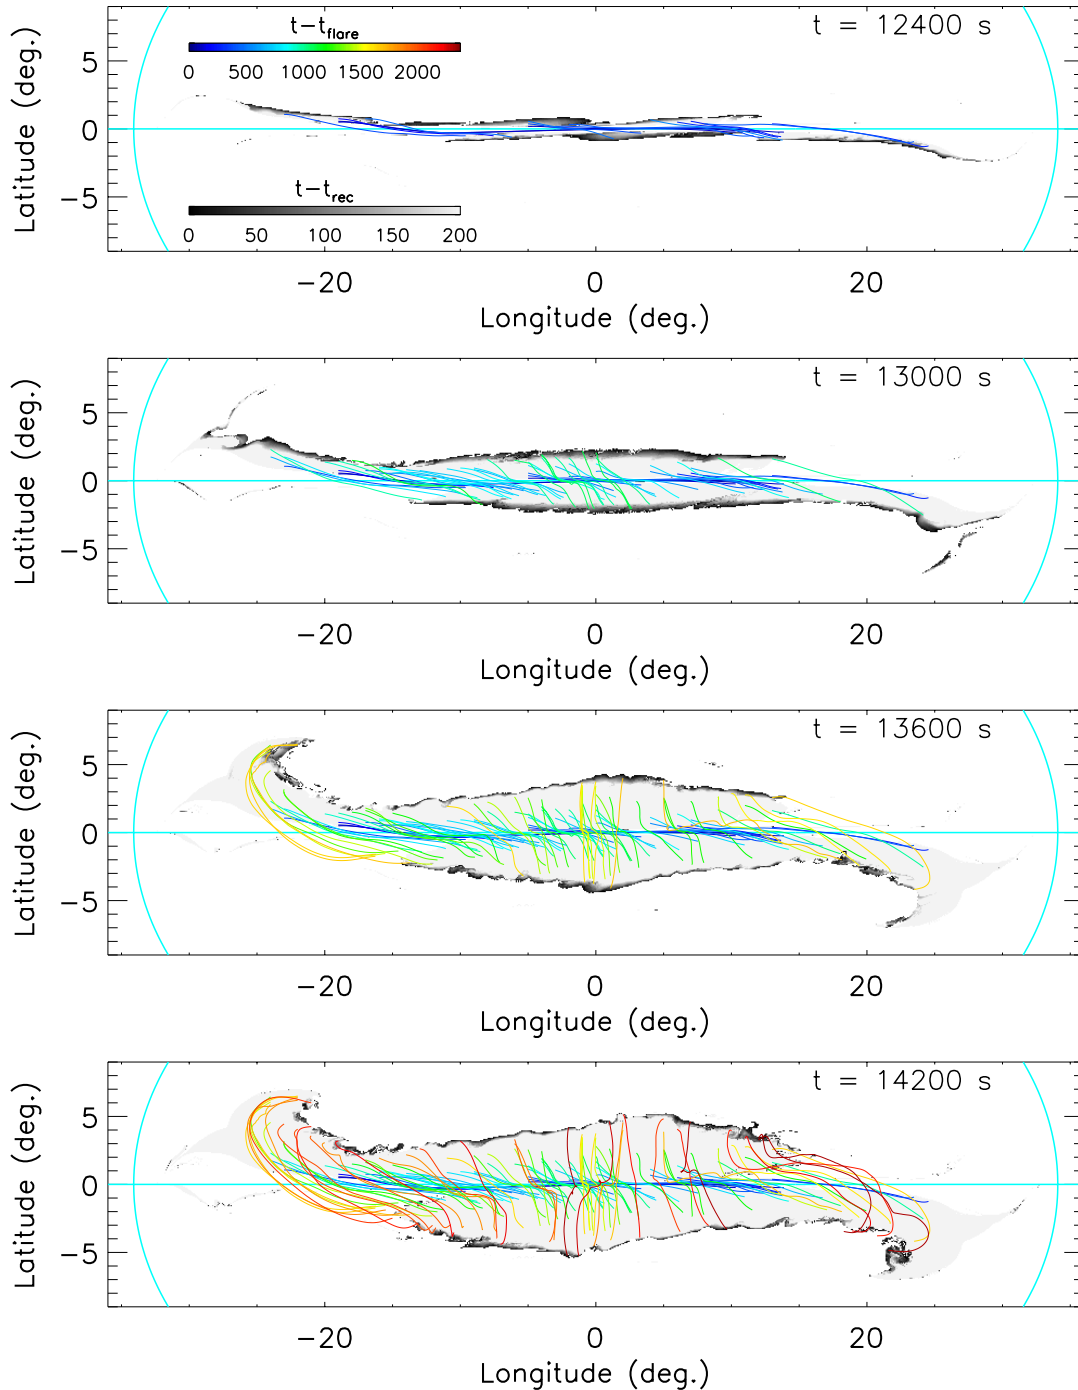 t = 12400 s
t−tflare
0 500 1000 1500 2000
5
0
−5
Latitude (deg.)
t−trec
0 50 100 150 200
−20 0 20
Longitude (deg.)
t = 13000 s
5
0
−5
Latitude (deg.)
−20 0 20
Longitude (deg.)
t = 13600 s
5
0
−5
Latitude (deg.)
−20 0 20
Longitude (deg.)
t = 14200 s
5
0
−5
Latitude (deg.)
−20 0 20
Longitude (deg.)